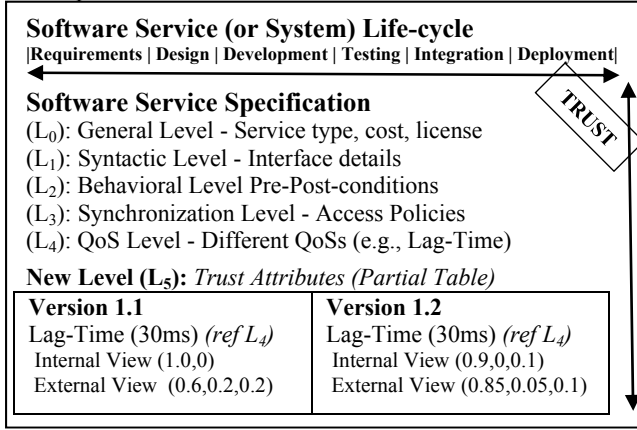 Software Service (or System) Life-cycle
|Requirements | Design | Development | Testing | Integration | Deployment|
TRUST
Software Service Specification
(L0): General Level - Service type, cost, license
(L1): Syntactic Level - Interface details
(L2): Behavioral Level Pre-Post-conditions
(L3): Synchronization Level - Access Policies
(L4): QoS Level - Different QoSs (e.g., Lag-Time)
New Level (L5): Trust Attributes (Partial Table)
Version 1.1
Lag-Time (30ms) (ref L4)
Internal View (1.0,0)
External View (0.6,0.2,0.2)
Version 1.2
Lag-Time (30ms) (ref L4)
Internal View (0.9,0,0.1)
External View (0.85,0.05,0.1)